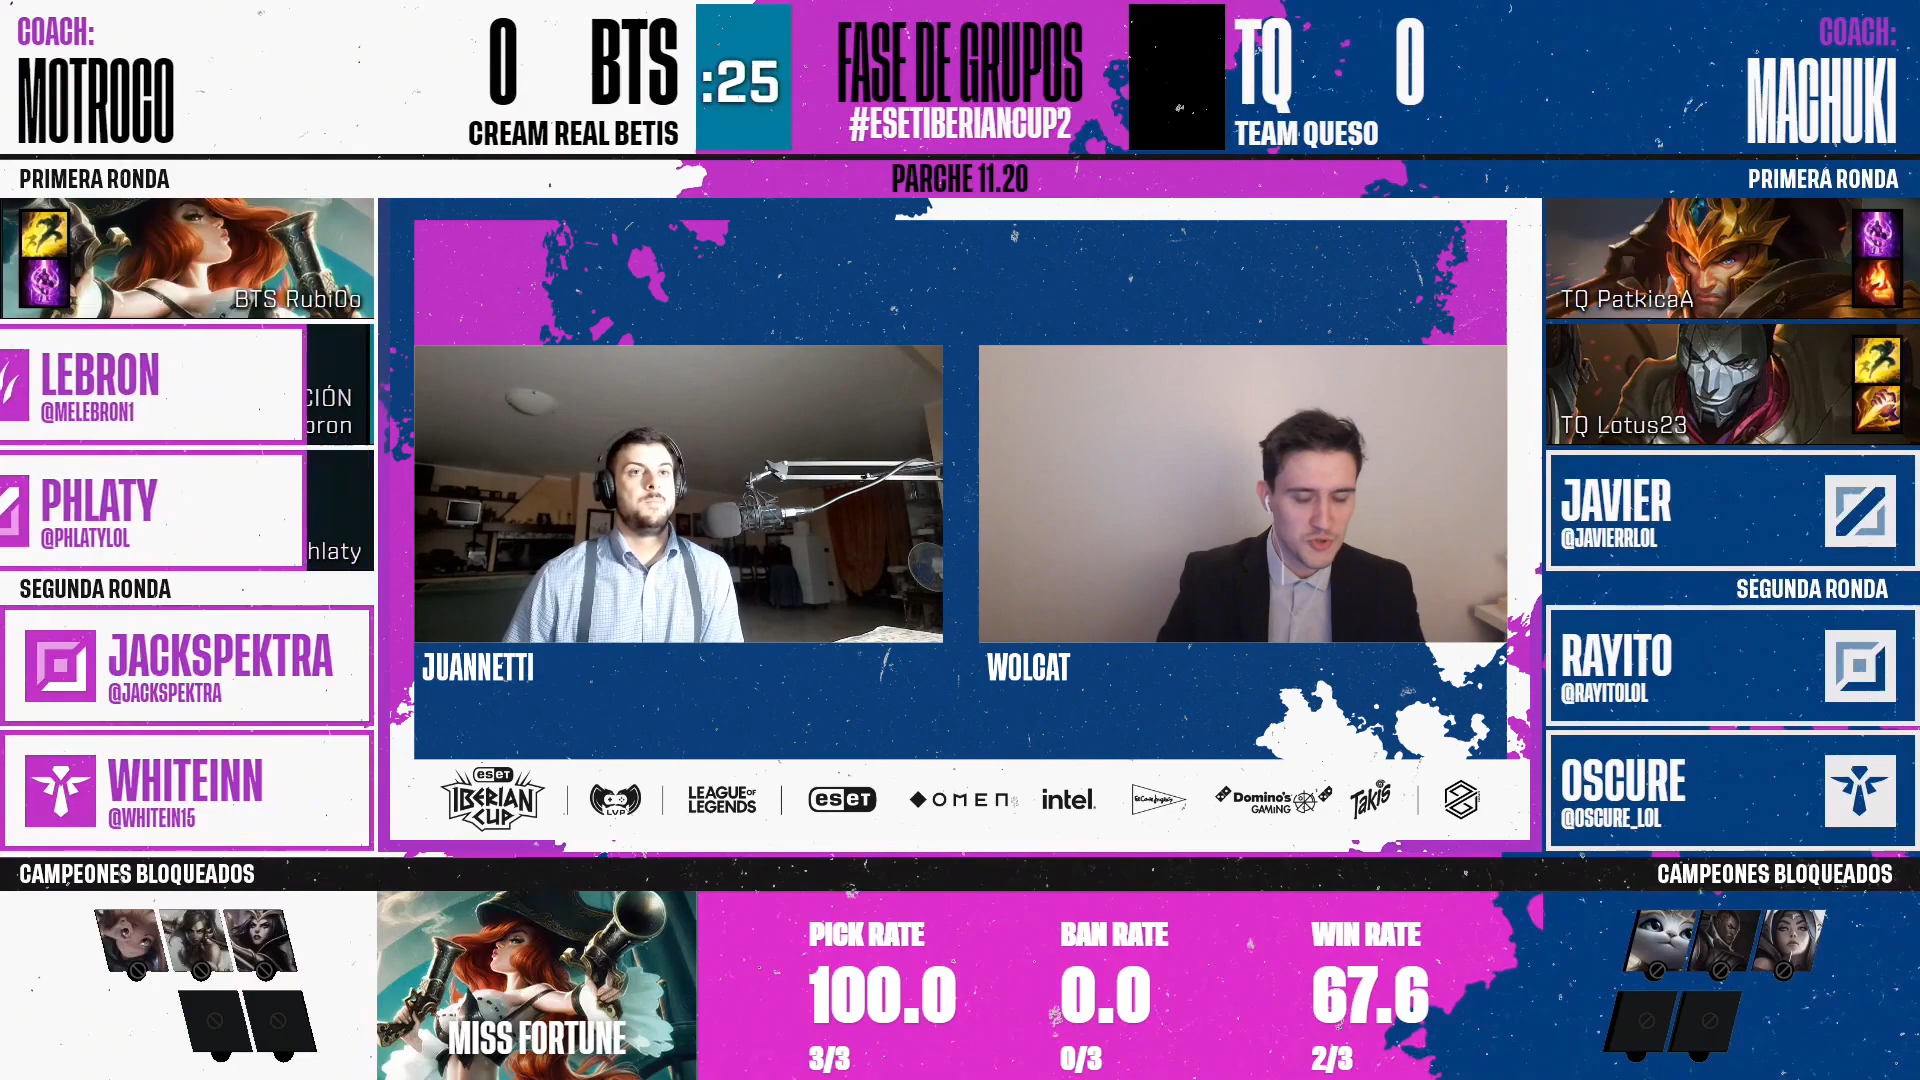 COACH:
MOTROCO
0 BTS
CREAM REAL BETIS
:25
FASE DE GRUPOS
#ESETIBERIANCUP2
TQ 0
TEAM QUESO
COACH:
MACHUKI
PRIMERA RONDA
PARCHE 11.20
PRIMERA RONDA
BTS Rubi0o
LEBRON
@MELEBRON1
CIÓN
bron
PHLATY
@PHLATYLOL
hlaty
SEGUNDA RONDA
JACKSPEKTRA
@JACKSPEKTRA
WHITEINN
@WHITEIN15
JUANNETTI
WOLCAT
TQ PatkicaA
TQ Lotus23
JAVIER
@JAVIERRLOL
SEGUNDA RONDA
RAYITO
@RAYITOLOL
OSCURE
@OSCURE_LOL
eseT
IBERIAN
CUP
LVP
LEAGUE OF
LEGENDS
eseT
OMEN
intel.
El Corte Inglés
Domino's
GAMING
Takis
CAMPEONES BLOQUEADOS
CAMPEONES BLOQUEADOS
MISS FORTUNE
PICK RATE
100.0
3/3
BAN RATE
0.0
0/3
WIN RATE
67.6
2/3